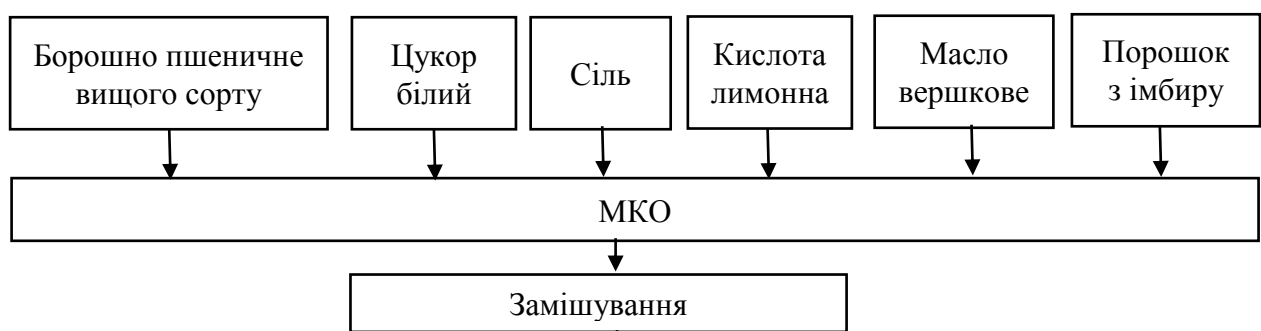 Борошно пшеничне
вищого сорту
Цукор
білий
Сіль
Кислота
лимонна
Масло
вершкове
Порошок
з імбиру
МКО
Замішування